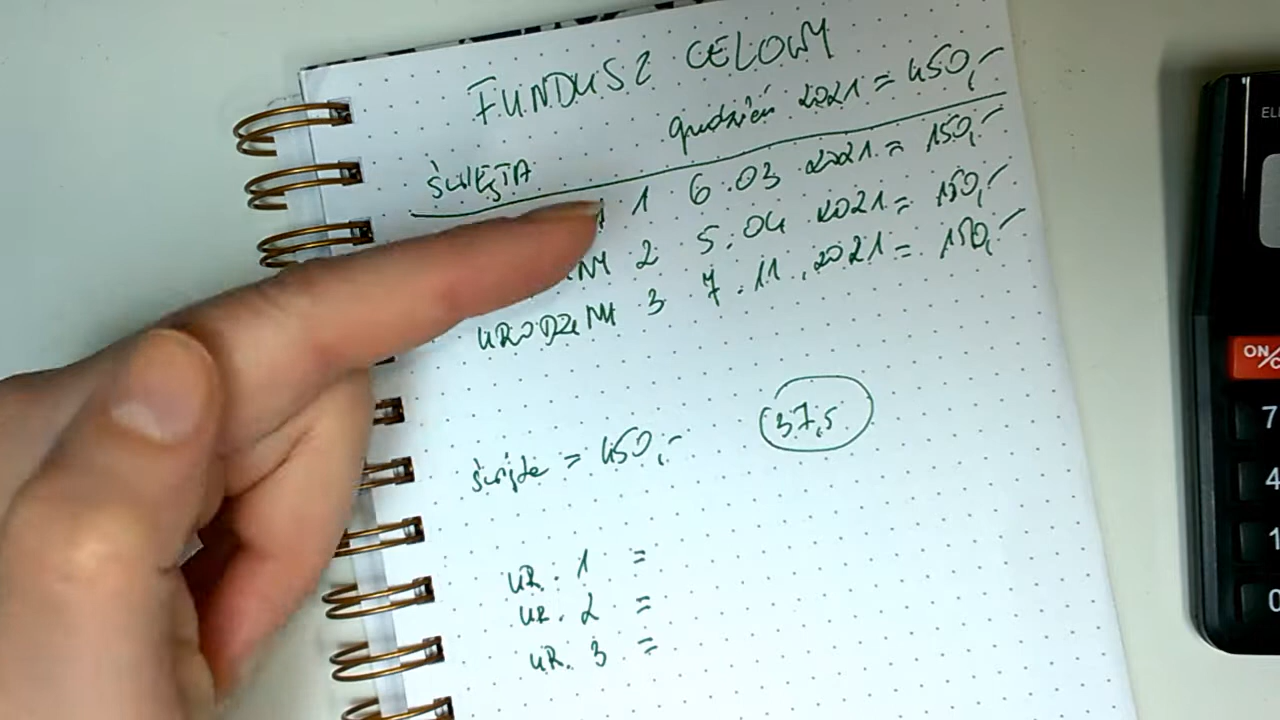 FUNDUSZ CELOWY
ŚWIĘTA grudzień 2021 = 450,-
1 6.03 2021 = 150,-
NY 2 5.04 2021 = 150,-
URODZINY 3 7.11.2021 = 150,-
37,5
Święta = 450,-
UR. 1 =
UR. 2 =
UR. 3 =
ON/C
7
4
1
0